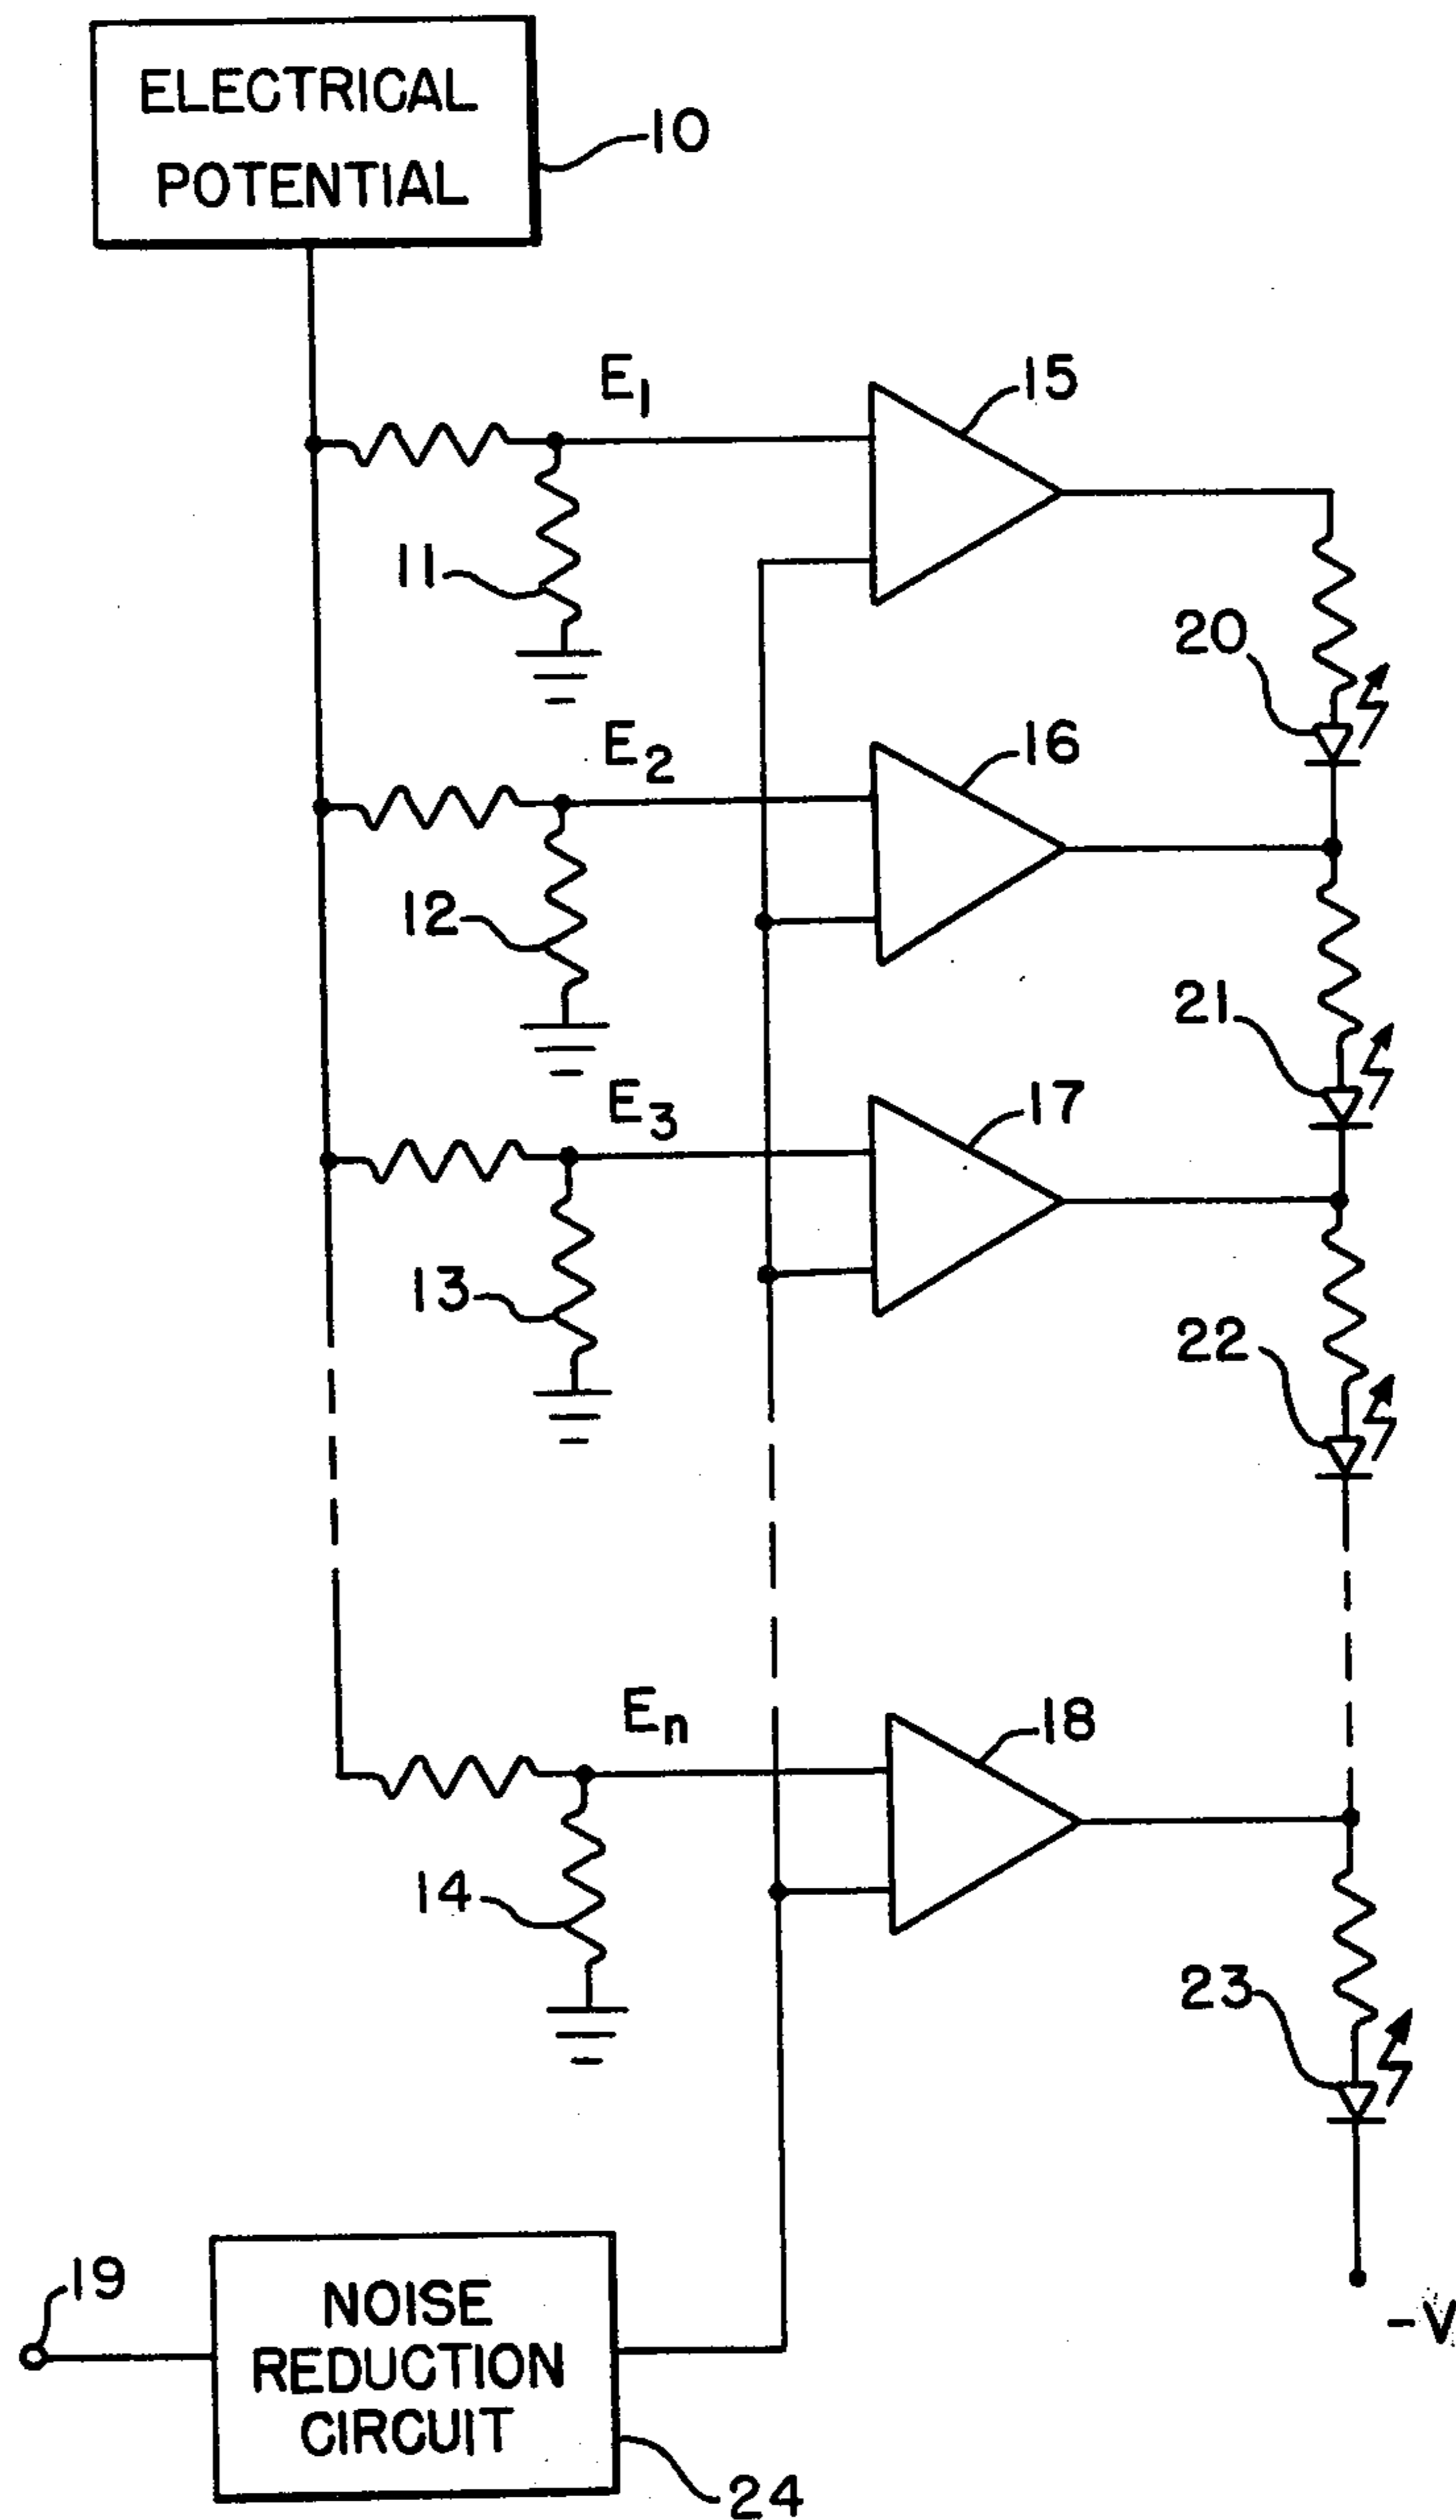 ELECTRICAL
POTENTIAL
10
E1
15
11
20
E2
16
12
21
E3
17
13
22
En
18
14
23
19
NOISE
REDUCTION
CIRCUIT
-V
24